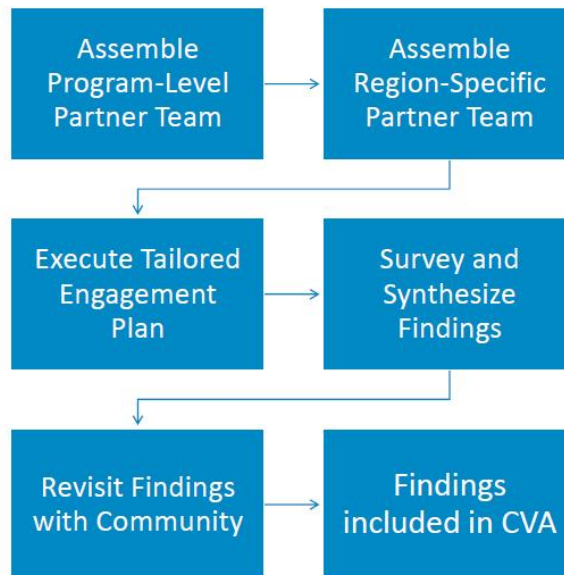 Assemble
Program-Level
Partner Team
Assemble
Region-Specific
Partner Team
Execute Tailored
Engagement
Plan
Survey and
Synthesize
Findings
Revisit Findings
with Community
Findings
included in CVA